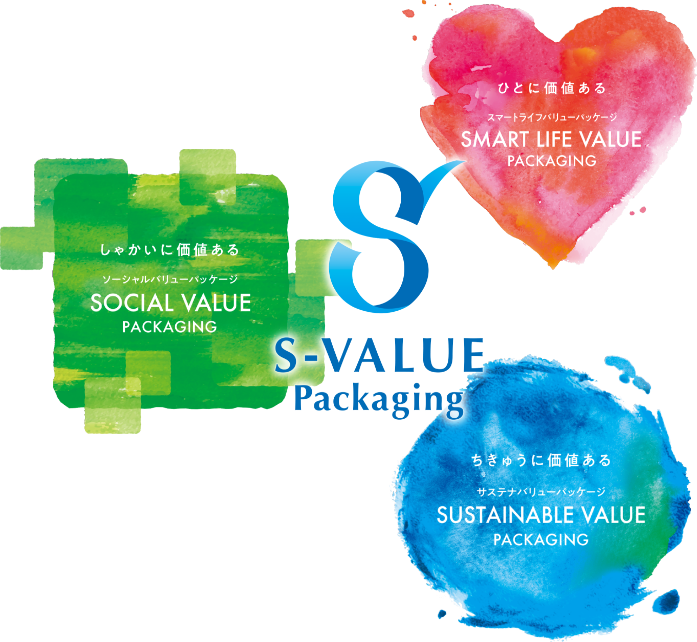 ひとに価値ある
スマートライフバリューパッケージ
SMART LIFE VALUE
PACKAGING
しゃかいに価値ある
ソーシャルバリューパッケージ
SOCIAL VALUE
PACKAGING
S-VALUE
Packaging
ちきゅうに価値ある
サステナバリューパッケージ
SUSTAINABLE VALUE
PACKAGING